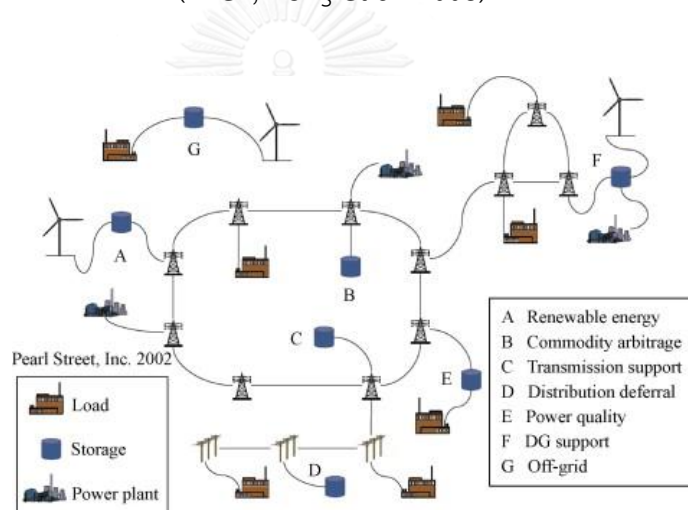 G
F
A
B
C
E
D
Pearl Street, Inc. 2002
Load
Storage
Power plant
A Renewable energy
B Commodity arbitrage
C Transmission support
D Distribution deferral
E Power quality
F DG support
G Off-grid